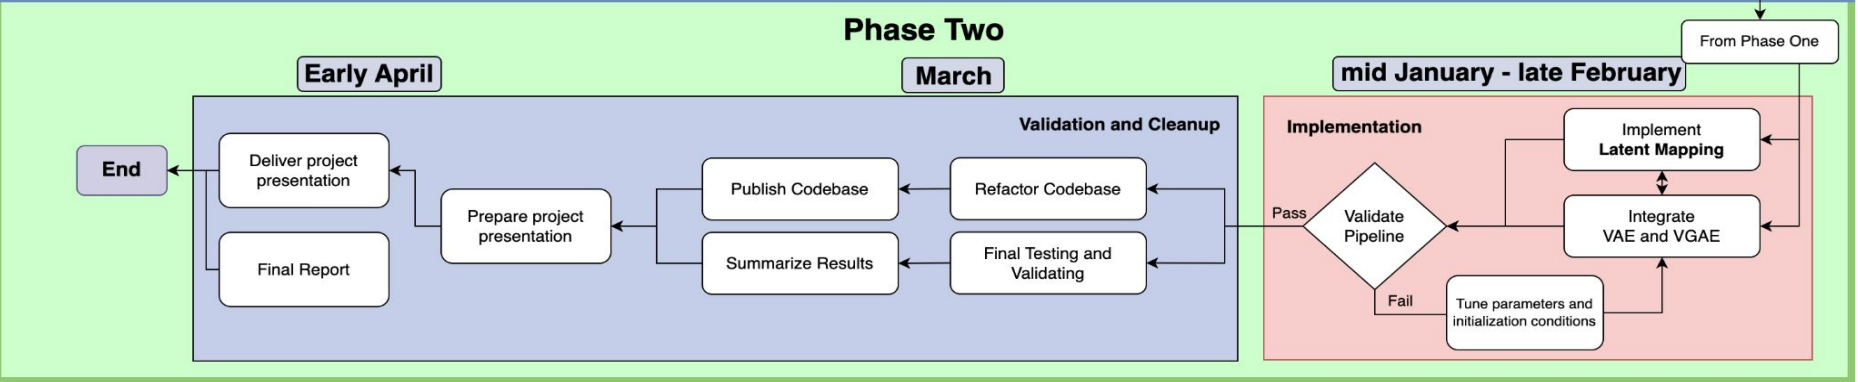 Phase Two
From Phase One
Early April
March
mid January - late February
Validation and Cleanup
Implementation
Implement
Latent Mapping
Integrate
VAE and VGAE
Validate
Pipeline
Pass
Fail
Tune parameters and
initialization conditions
Refactor Codebase
Final Testing and
Validating
Publish Codebase
Summarize Results
Prepare project
presentation
Deliver project
presentation
Final Report
End